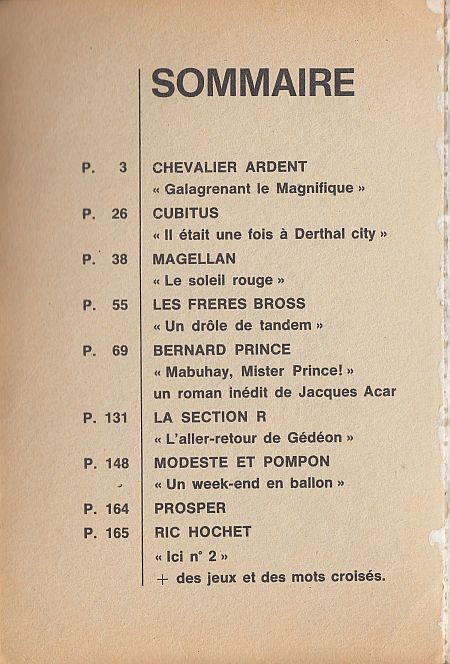 SOMMAIRE
P. 3 CHEVALIER ARDENT
« Galagrenant le Magnifique »
P. 26 CUBITUS
« Il était une fois à Derthal city »
P. 38 MAGELLAN
« Le soleil rouge »
P. 55 LES FRERES BROSS
« Un drôle de tandem »
P. 69 BERNARD PRINCE
« Mabuhay, Mister Prince! »
un roman inédit de Jacques Acar
P. 131 LA SECTION R
« L'aller-retour de Gédéon »
P. 148 MODESTE ET POMPON
« Un week-end en ballon »
P. 164 PROSPER
P. 165 RIC HOCHET
« Ici n° 2 »
+ des jeux et des mots croisés.